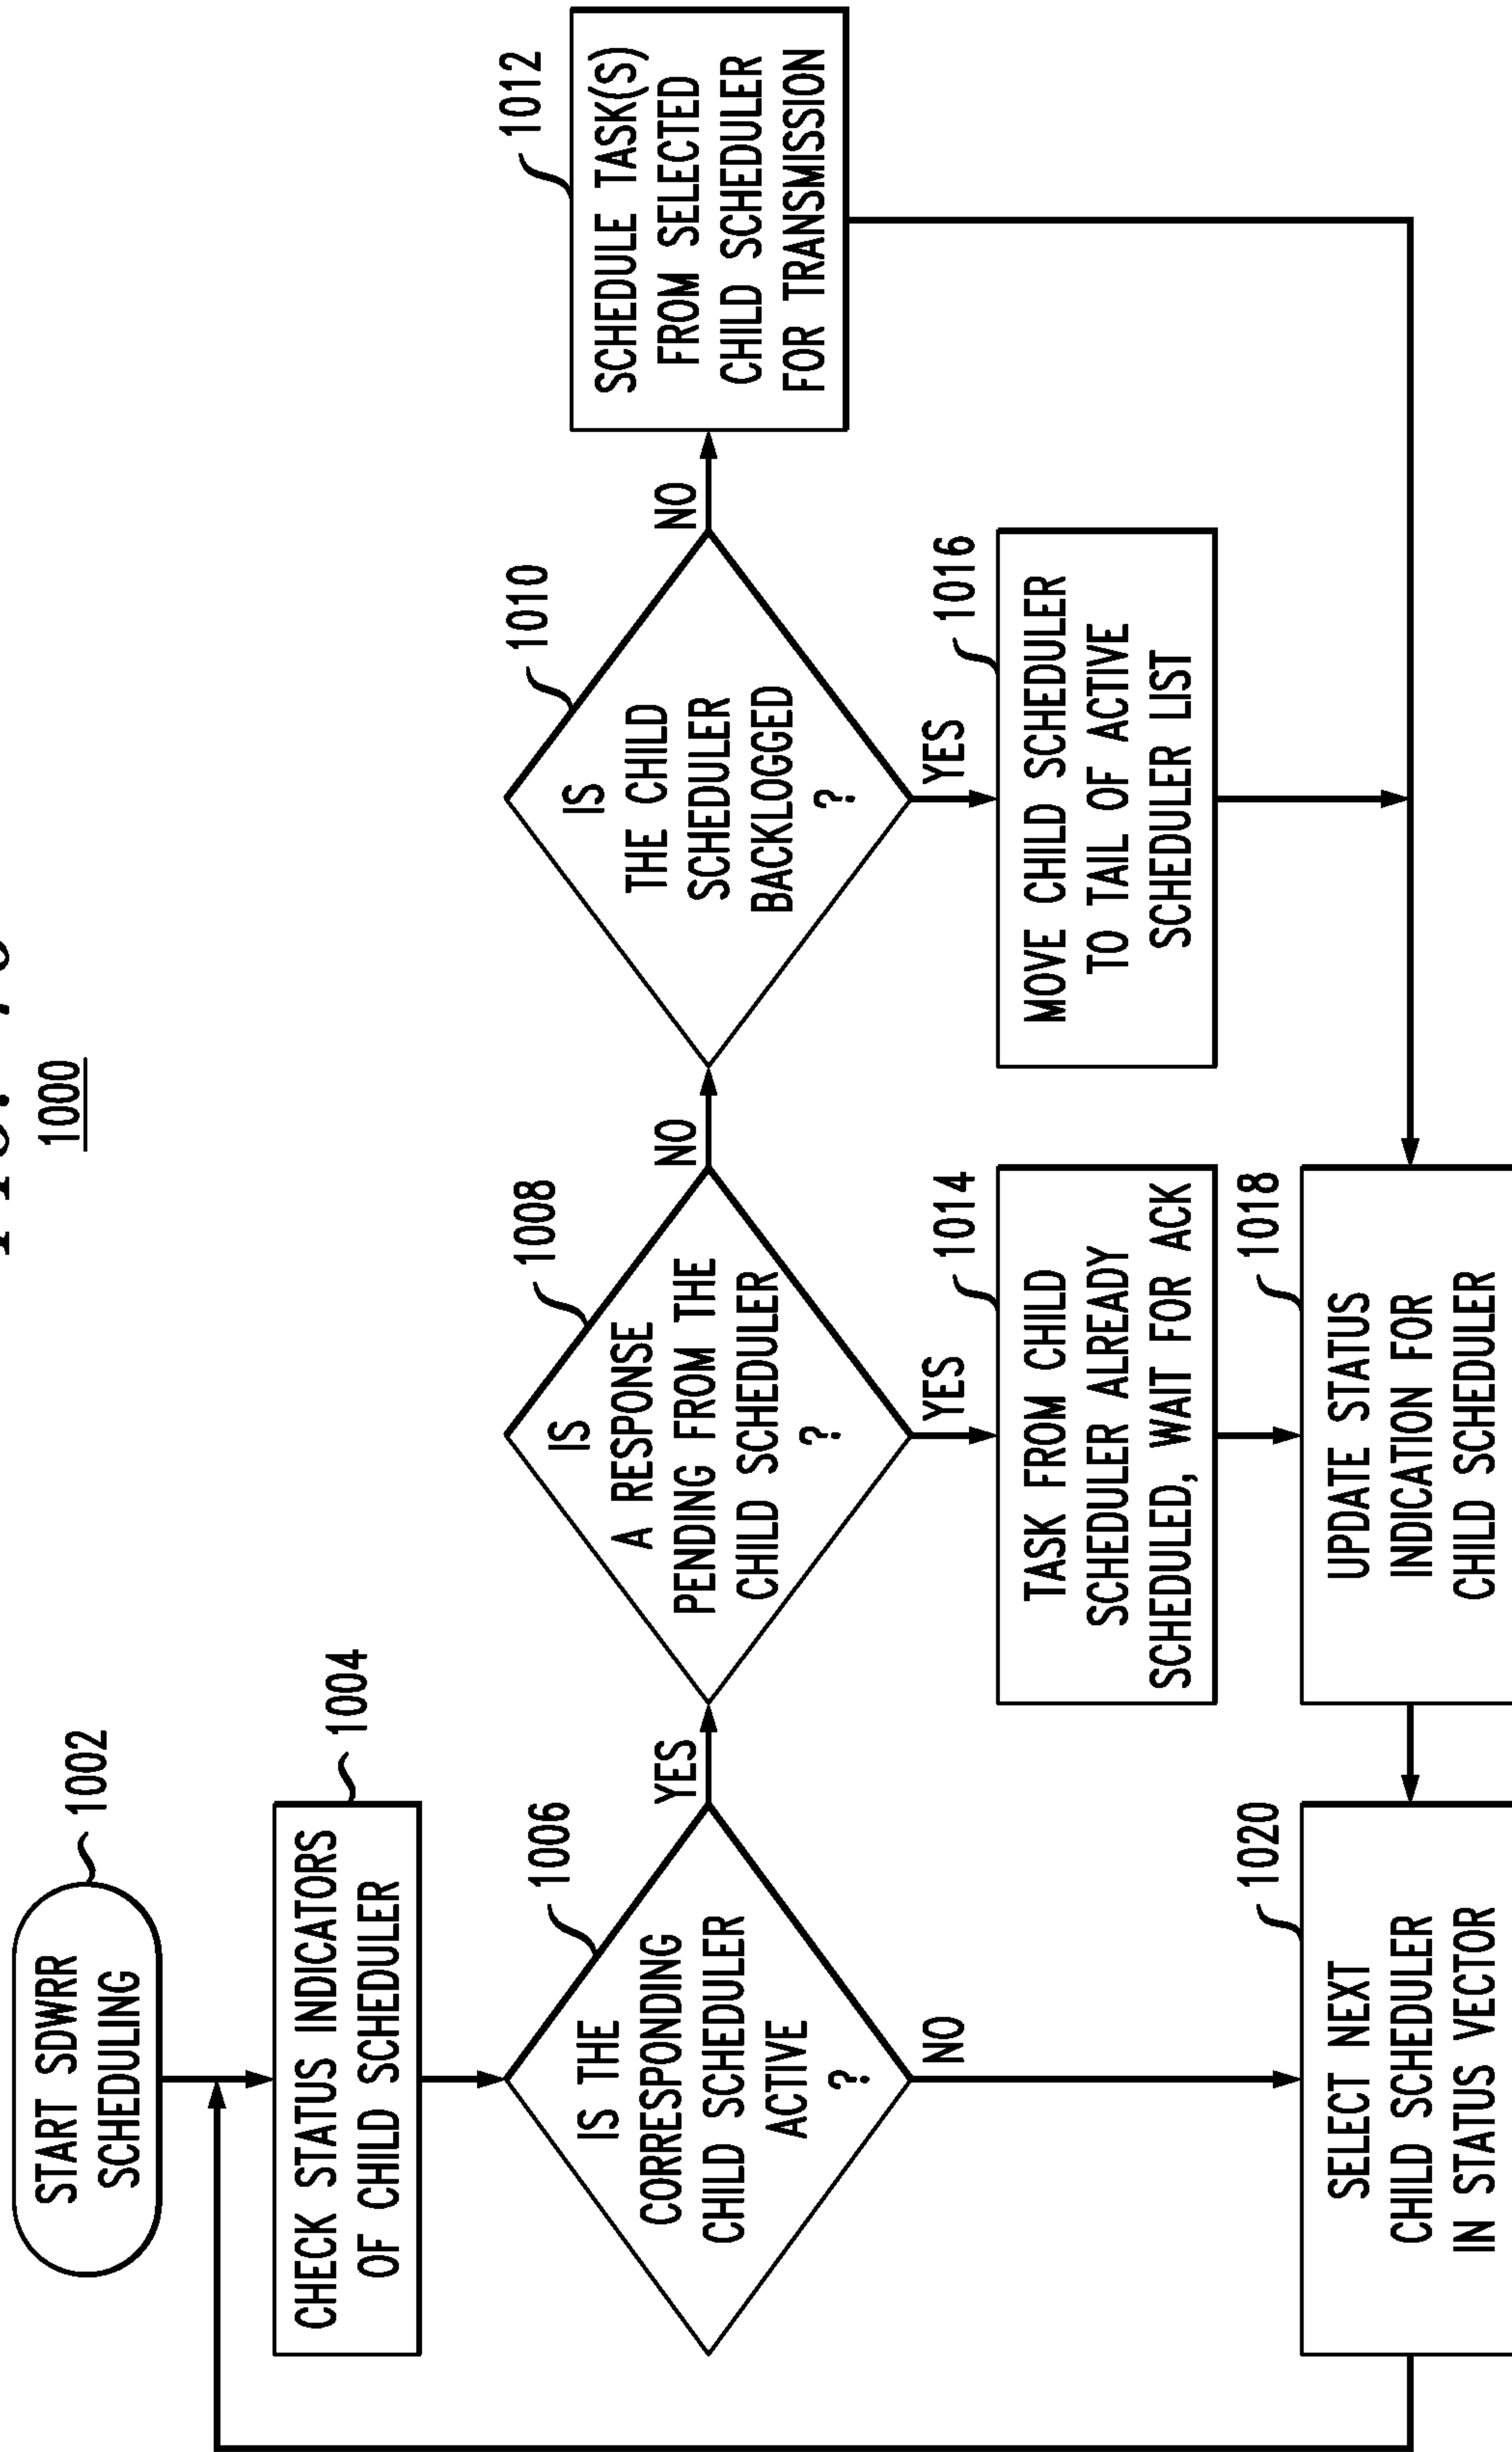 1000
START SDWRR
SCHEDULING
1002
CHECK STATUS INDICATORS
OF CHILD SCHEDULER
1004
IS THE
CORRESPONDING
CHILD SCHEDULER
ACTIVE
?
1006
YES
NO
IS
A RESPONSE
PENDING FROM THE
CHILD SCHEDULER
?
1008
NO
YES
IS
THE CHILD
SCHEDULER
BACKLOGGED
?
1010
NO
YES
SCHEDULE TASK(S)
FROM SELECTED
CHILD SCHEDULER
FOR TRANSMISSION
1012
TASK FROM CHILD
SCHEDULER ALREADY
SCHEDULED, WAIT FOR ACK
1014
MOVE CHILD SCHEDULER
TO TAIL OF ACTIVE
SCHEDULER LIST
1016
SELECT NEXT
CHILD SCHEDULER
IN STATUS VECTOR
1020
UPDATE STATUS
INDICATION FOR
CHILD SCHEDULER
1018